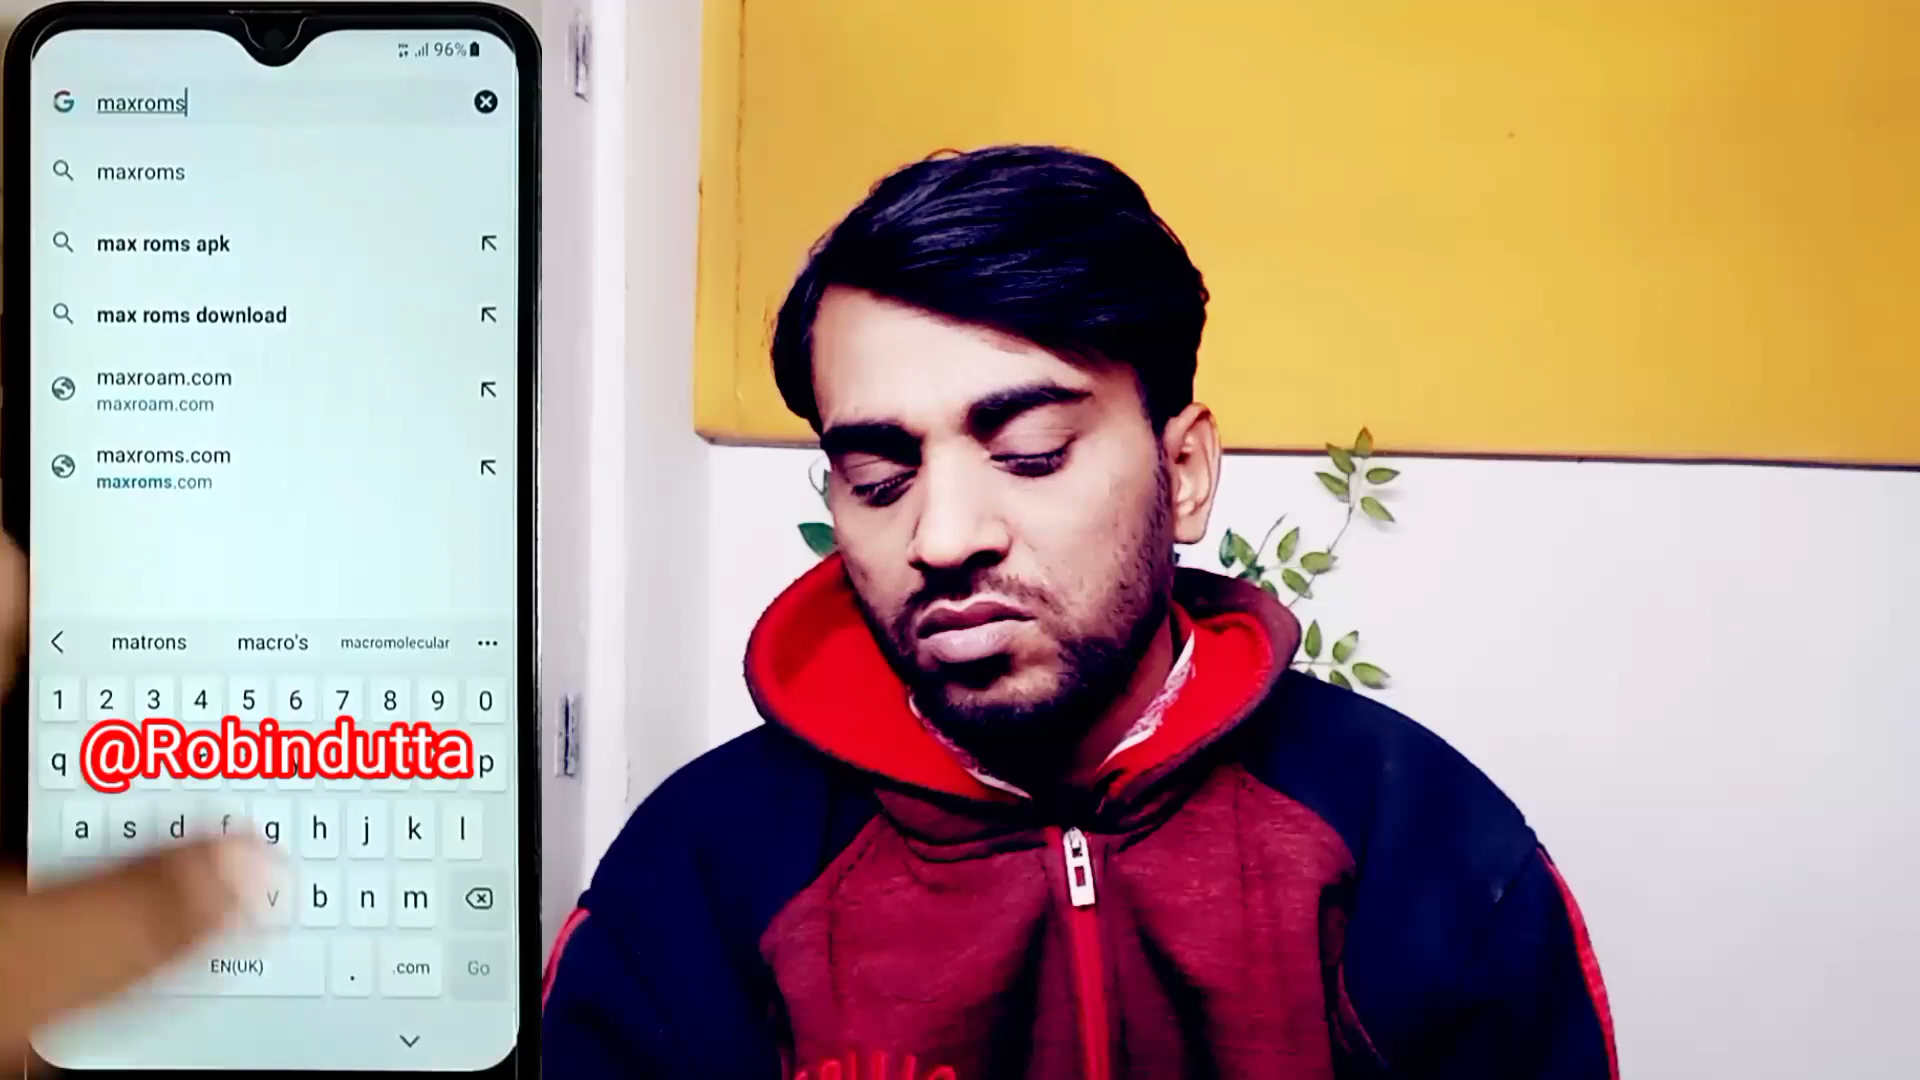 96%
maxroms
maxroms
max roms apk
max roms download
maxroam.com
maxroam.com
maxroms.com
maxroms.com
matrons macro's macromolecular
1 2 3 4 5 6 7 8 9 0
@Robindutta
q p
a s d f g h j k l
v b n m
EN(UK) . .com Go